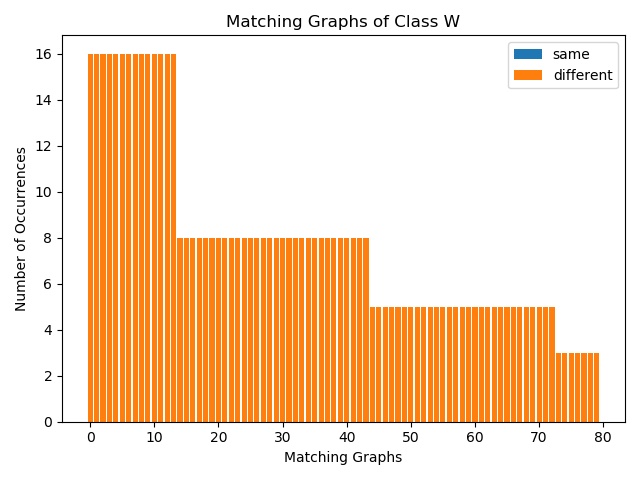 Matching Graphs of Class W
same
different
Number of Occurrences
16
14
12
10
8
6
4
2
0
0 10 20 30 40 50 60 70 80
Matching Graphs